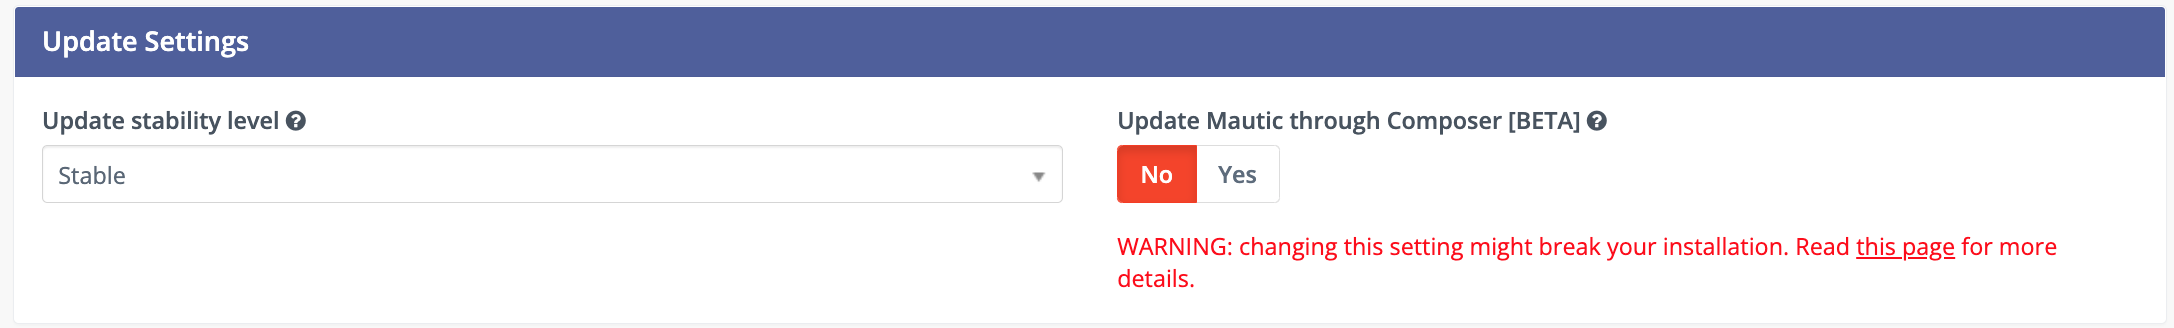 Update Settings
Update stability level
Stable
Update Mautic through Composer [BETA]
No Yes
WARNING: changing this setting might break your installation. Read this page for more
details.